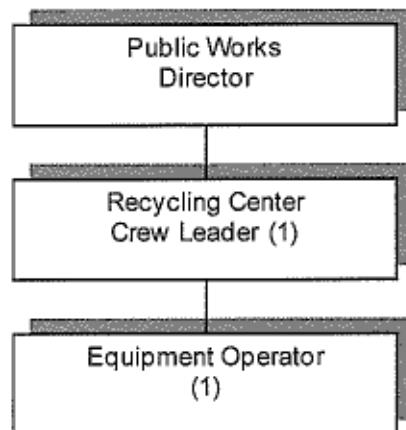 Public Works
Director
Recycling Center
Crew Leader (1)
Equipment Operator
(1)